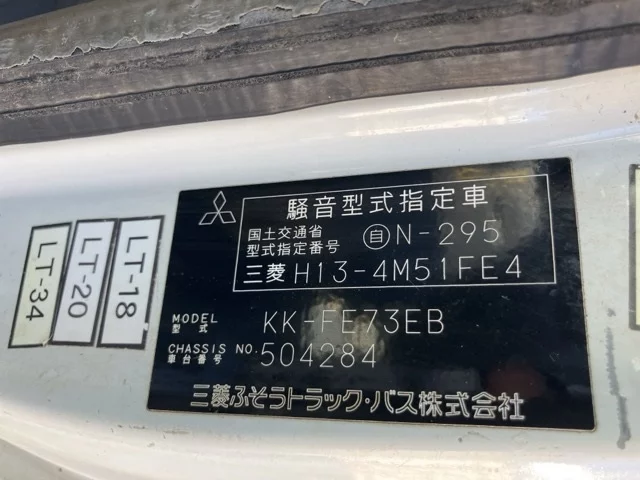 騒音型式指定車
国土交通省
型式指定番号 自 N-295
三菱 H13-4M51FE4
MODEL
型式 KK-FE73EB
CHASSIS NO.
車台番号 504284
三菱ふそうトラック・バス株式会社
LT-34
LT-20
LT-18